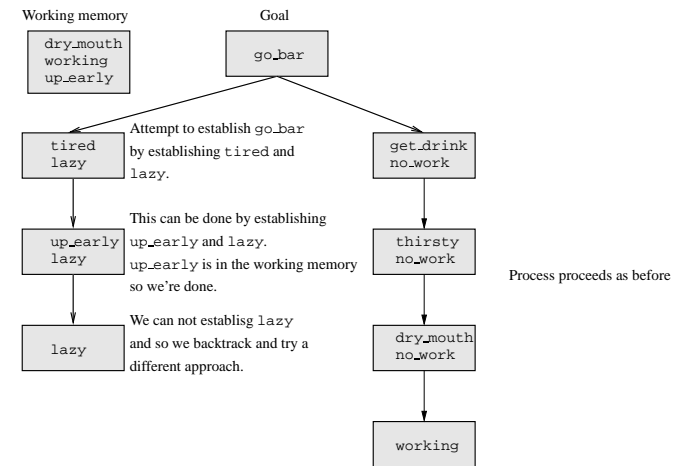 Working memory
Goal
dry_mouth
working
up_early
go_bar
tired
lazy
Attempt to establish go_bar
by establishing tired and
lazy.
get_drink
no_work
up_early
lazy
This can be done by establishing
up_early and lazy.
up_early is in the working memory
so we're done.
thirsty
no_work
Process proceeds as before
lazy
We can not establisg lazy
and so we backtrack and try a
different approach.
dry_mouth
no_work
working